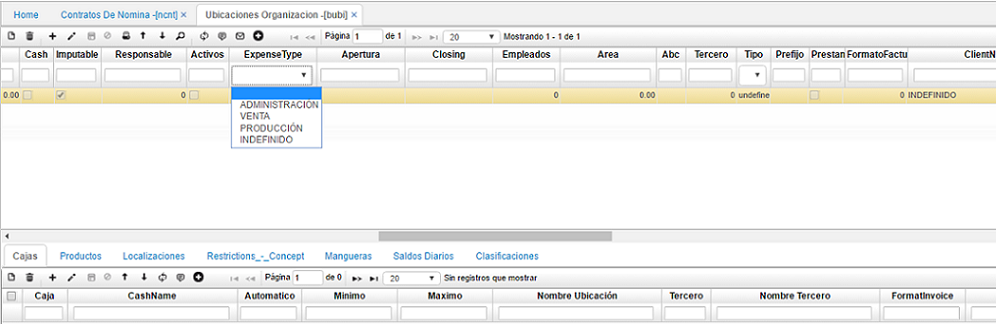 Home Contratos De Nomina -[ncnt] × Ubicaciones Organizacion -[bubi] ×
Página 1 de 1 20 Mostrando 1 - 1 de 1
Cash Imputable Responsable Activos ExpenseType Apertura Closing Empleados Area Abc Tercero Tipo Prefijo Prestan FormatoFactu ClientN
0.00 0 0 0.00 0 undefine 0 INDEFINIDO
ADMINISTRACIÓN
VENTA
PRODUCCIÓN
INDEFINIDO
Cajas Productos Localizaciones Restrictions_-_Concept Mangueras Saldos Diarios Clasificaciones
Página 1 de 0 20 Sin registros que mostrar
Caja CashName Automatico Minimo Maximo Nombre Ubicación Tercero Nombre Tercero FormatInvoice